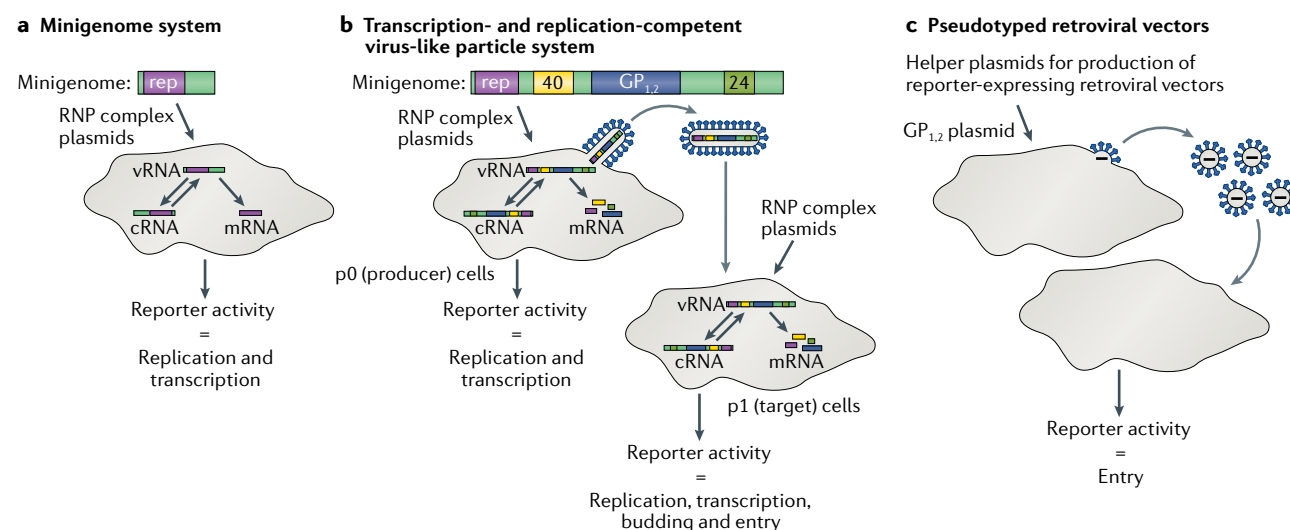 a Minigenome system
Minigenome: rep
RNP complex
plasmids
vRNA
cRNA
mRNA
Reporter activity
=
Replication and
transcription
b Transcription- and replication-competent
virus-like particle system
Minigenome: rep 40 GP1,2 24
RNP complex
plasmids
vRNA
cRNA
mRNA
p0 (producer) cells
Reporter activity
=
Replication and
transcription
RNP complex
plasmids
vRNA
cRNA
mRNA
p1 (target) cells
Reporter activity
=
Replication, transcription,
budding and entry
c Pseudotyped retroviral vectors
Helper plasmids for production of
reporter-expressing retroviral vectors
GP1,2 plasmid
Reporter activity
=
Entry